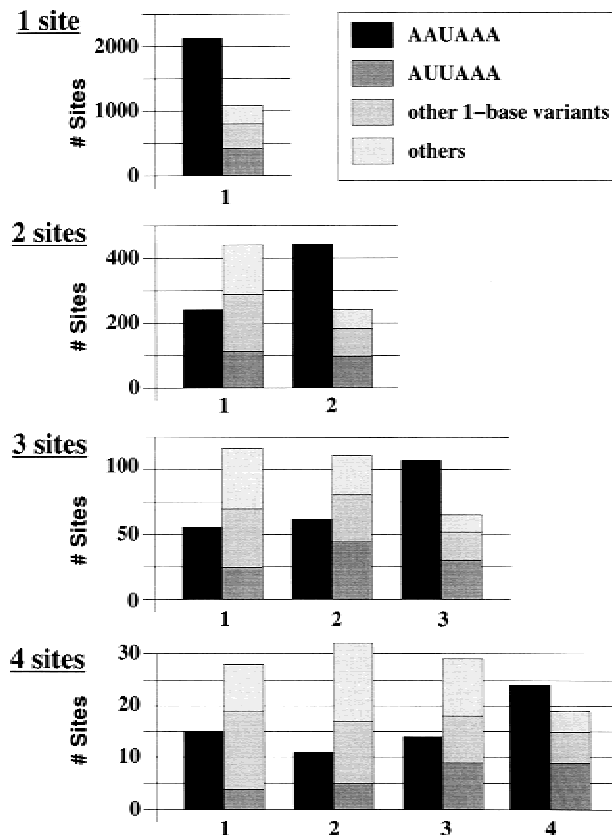 1 site
# Sites
2000
1000
0
1
AAUAAA
AUUAAA
other 1-base variants
others
2 sites
# Sites
400
200
0
1 2
3 sites
# Sites
100
50
0
1 2 3
4 sites
# Sites
30
20
10
0
1 2 3 4